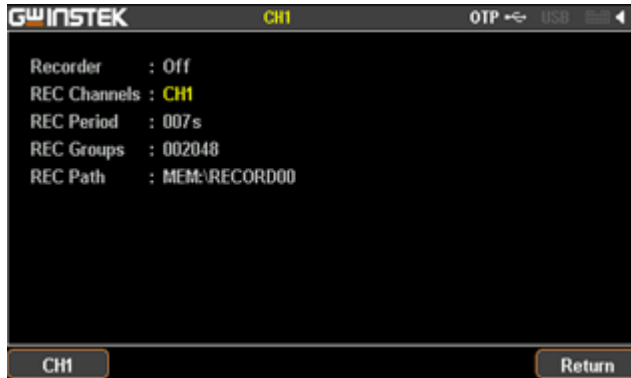 GWINSTEK CH1 OTP USB
Recorder : Off
REC Channels : CH1
REC Period : 007s
REC Groups : 002048
REC Path : MEM:\RECORD00
CH1 Return